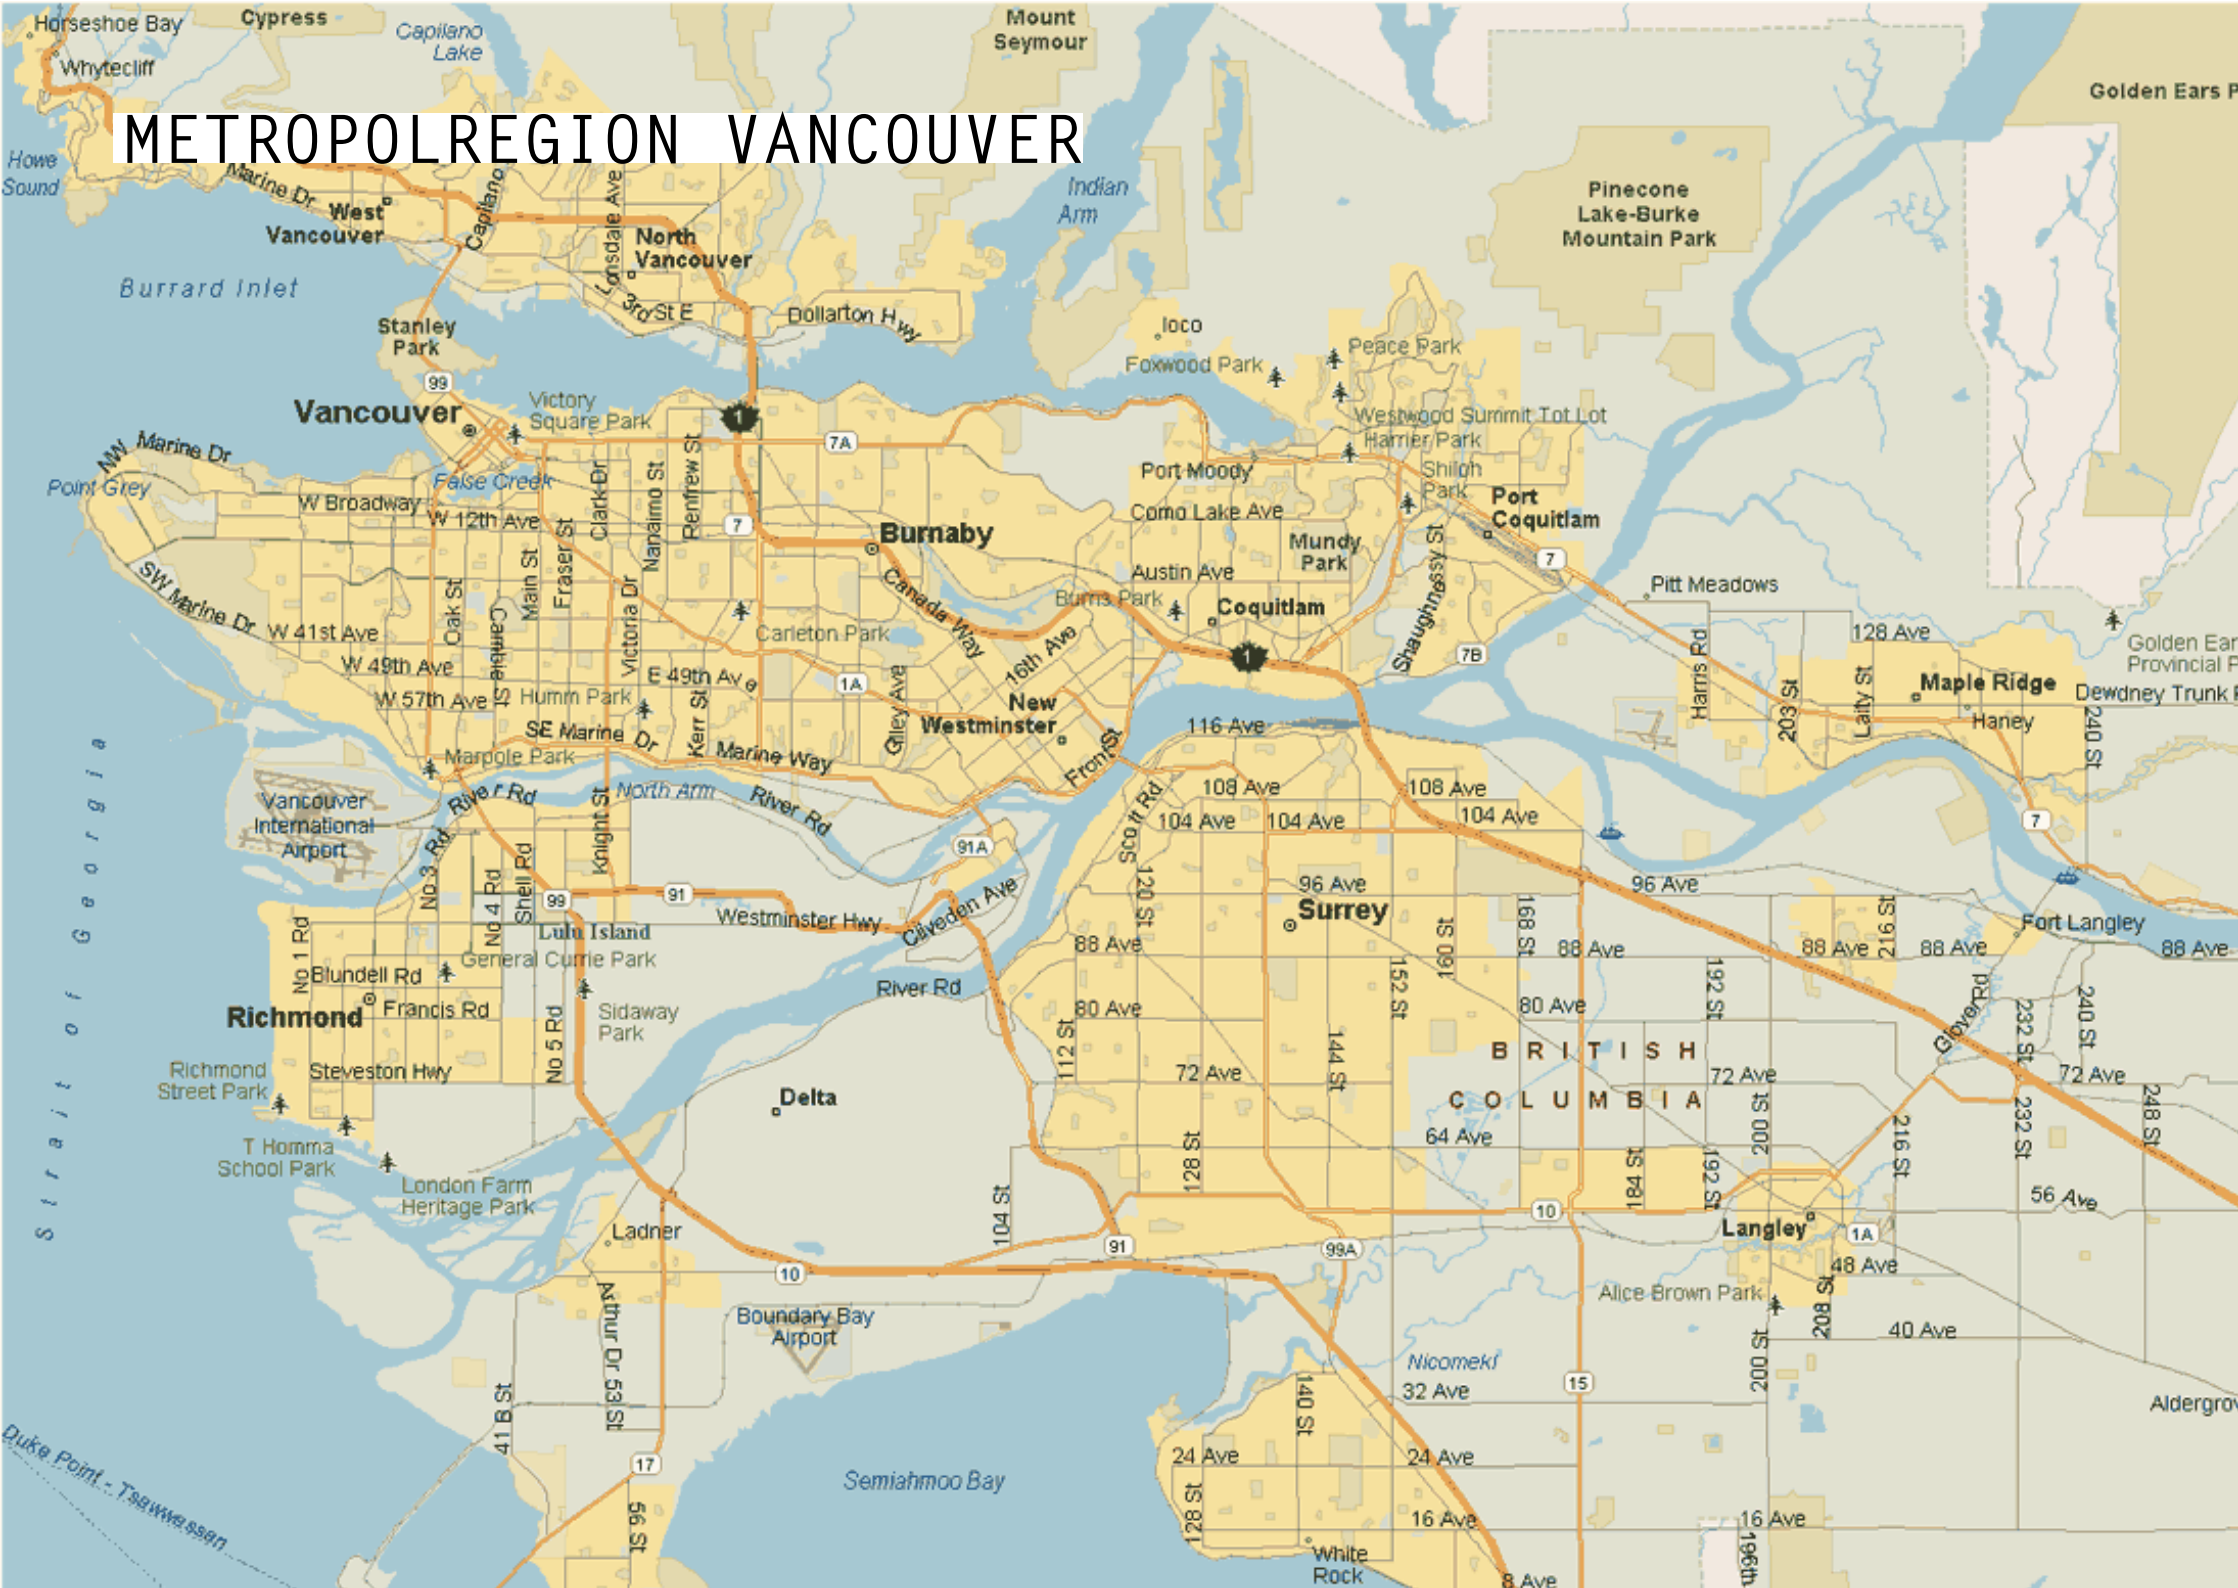 Horseshoe Bay
Cypress
Capilano
Lake
Mount
Seymour
Whytecliff
Golden Ears P
METROPOLREGION VANCOUVER
Howe
Sound
Marine Dr
West
Vancouver
Capilano
Lonsdale Ave
North
Vancouver
Indian
Arm
Pinecone
Lake-Burke
Mountain Park
Burrard Inlet
3rd St E
Dollarton Hwy
Stanley
Park
Ioco
Foxwood Park
Peace Park
99
Vancouver
Victory
Square Park
1
7A
Westwood Summit Tot Lot
Harrier Park
NW Marine Dr
Point Grey
False Creek
Port Moody
Shiloh
Park
Port
Coquitlam
W Broadway
W 12th Ave
Clark Dr
Nanaimo St
Renfrew St
7
Burnaby
Como Lake Ave
Mundy
Park
7
SW Marine Dr
Oak St
Cambie St
Main St
Fraser St
Victoria Dr
Canada Way
Austin Ave
Burns Park
Coquitlam
Shaughnessy St
Pitt Meadows
W 41st Ave
Carleton Park
128 Ave
Golden Ear
Provincial P
W 49th Ave
E 49th Ave
16th Ave
1
7B
Harris Rd
W 57th Ave
Humm Park
Kerr St
1A
Gilley Ave
New
Westminster
203 St
Laity St
Maple Ridge
Dewdney Trunk
Haney
240 St
SE Marine Dr
Marine Way
116 Ave
Marpole Park
Front St
Vancouver
International
Airport
River Rd
North Arm
River Rd
Scott Rd
108 Ave
108 Ave
104 Ave
104 Ave
104 Ave
7
No 3 Rd
No 4 Rd
Shell Rd
Knight St
91A
99
91
Westminster Hwy
Cliveden Ave
120 St
96 Ave
96 Ave
Surrey
168 St
216 St
Fort Langley
No 1 Rd
Lulu Island
General Currie Park
88 Ave
160 St
88 Ave
88 Ave
88 Ave
88 Ave
Blundell Rd
River Rd
152 St
192 St
Richmond
Francis Rd
No 5 Rd
Sidaway
Park
80 Ave
80 Ave
Glover Rd
232 St
240 St
112 St
144 St
BRITISH
COLUMBIA
Richmond
Street Park
Steveston Hwy
72 Ave
72 Ave
72 Ave
Delta
200 St
232 St
248 St
T Homma
School Park
64 Ave
216 St
London Farm
Heritage Park
128 St
184 St
192 St
56 Ave
Ladner
104 St
10
Langley
1A
91
99A
10
48 Ave
Arthur Dr
Boundary Bay
Airport
Alice Brown Park
208 St
40 Ave
Strait of Georgia
53 St
Nicomekl
32 Ave
15
200 St
Aldergro
41 B St
140 St
Duke Point - Tsawwassen
17
Semiahmoo Bay
24 Ave
24 Ave
56 St
128 St
16 Ave
16 Ave
White
Rock
196th
8 Ave